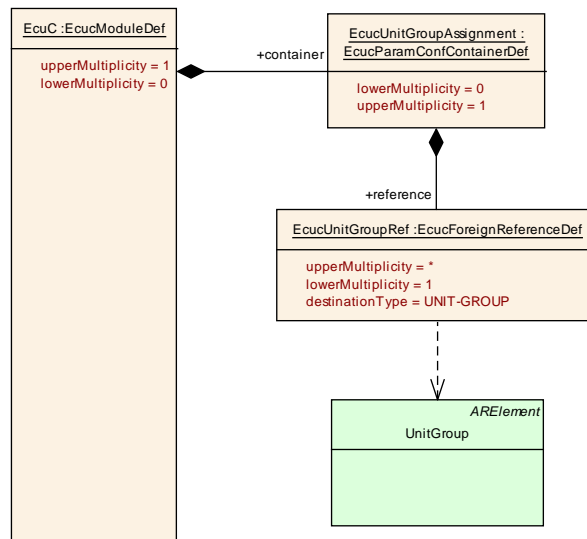 EcuC :EcucModuleDef
upperMultiplicity = 1
lowerMultiplicity = 0
+container
EcucUnitGroupAssignment :
EcucParamConfContainerDef
lowerMultiplicity = 0
upperMultiplicity = 1
+reference
EcucUnitGroupRef :EcucForeignReferenceDef
upperMultiplicity = *
lowerMultiplicity = 1
destinationType = UNIT-GROUP
ARElement
UnitGroup